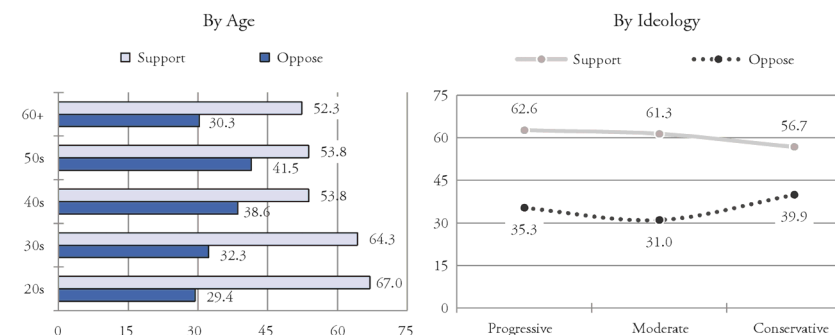 By Age
Support Oppose
60+ 52.3
30.3
50s 53.8
41.5
40s 53.8
38.6
30s 64.3
32.3
20s 67.0
29.4
0 15 30 45 60 75
By Ideology
Support Oppose
75
62.6 61.3 56.7
60
45
35.3 31.0 39.9
30
15
0
Progressive Moderate Conservative